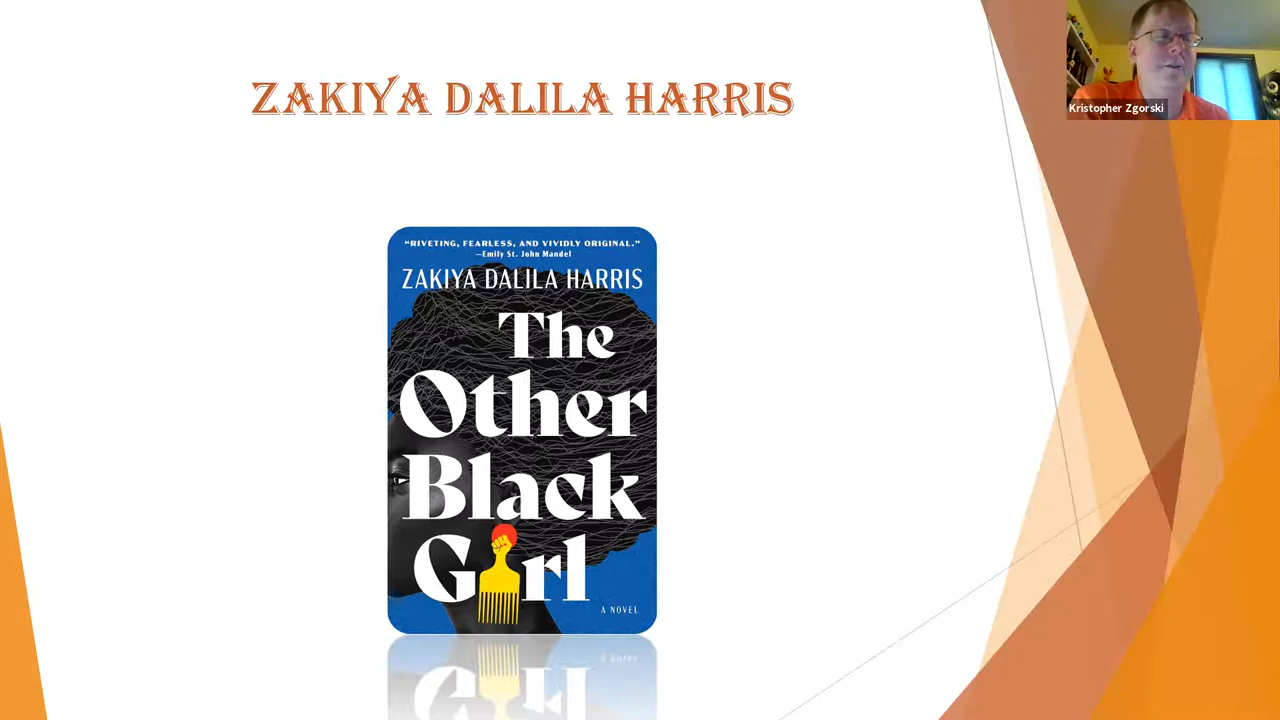 ZAKIYA DALILA HARRIS
Kristopher Zgorski
“RIVETING, FEARLESS, AND VIVIDLY ORIGINAL.”
—Emily St. John Mandel
ZAKIYA DALILA HARRIS
The
Other
Black
Girl
A NOVEL